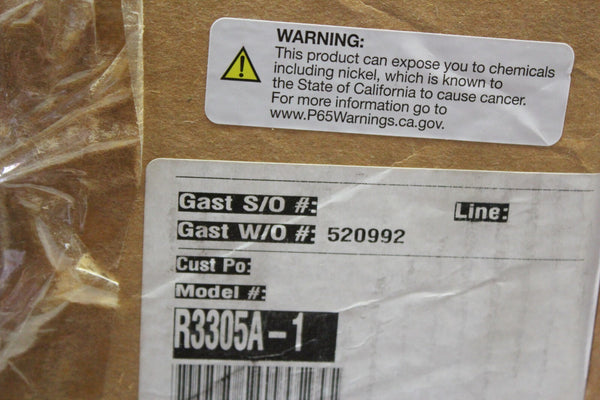 WARNING:
This product can expose you to chemicals
including nickel, which is known to
the State of California to cause cancer.
For more information go to
www.P65Warnings.ca.gov.
Gast S/O #: Line:
Gast W/O #: 520992
Cust Po:
Model #:
R3305A-1